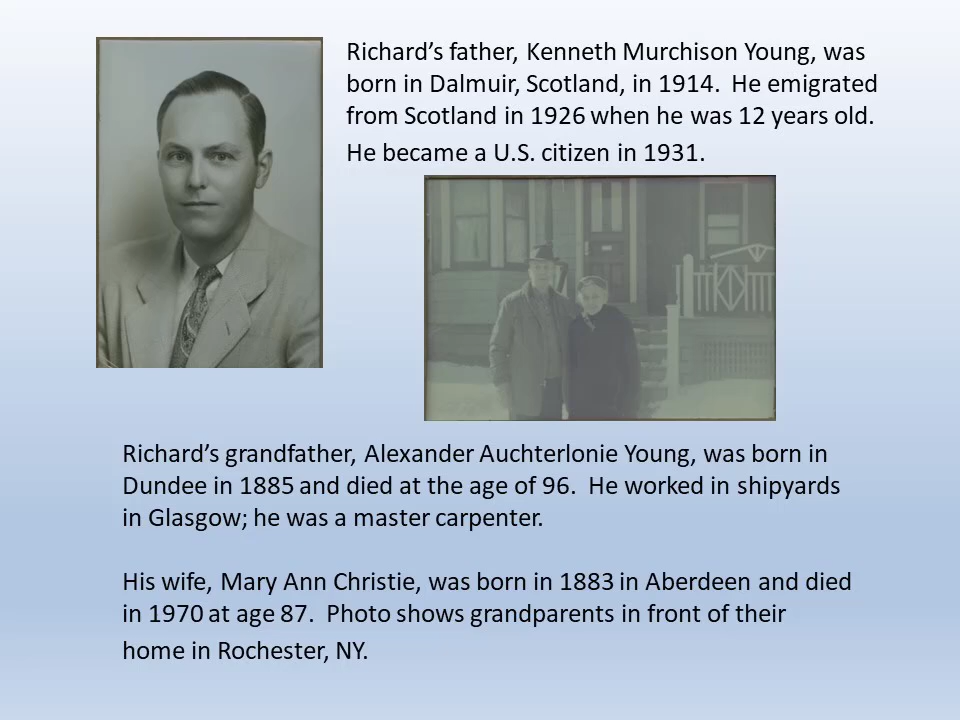 Richard’s father, Kenneth Murchison Young, was
born in Dalmuir, Scotland, in 1914.  He emigrated
from Scotland in 1926 when he was 12 years old.
He became a U.S. citizen in 1931.
Richard’s grandfather, Alexander Auchterlonie Young, was born in
Dundee in 1885 and died at the age of 96.  He worked in shipyards
in Glasgow; he was a master carpenter.
His wife, Mary Ann Christie, was born in 1883 in Aberdeen and died
in 1970 at age 87.  Photo shows grandparents in front of their
home in Rochester, NY.